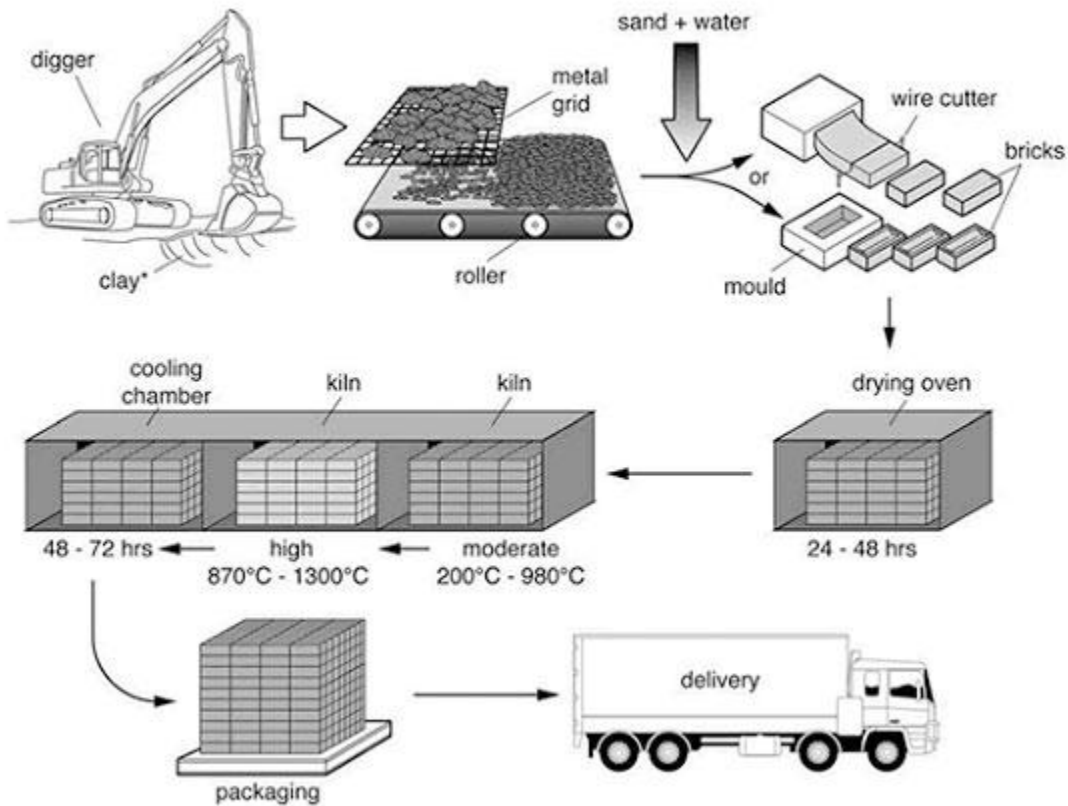 sand + water
digger
metal
grid
wire cutter
bricks
or
clay*
roller
mould
cooling
chamber
kiln
kiln
drying oven
48 - 72 hrs
high
moderate
24 - 48 hrs
870°C - 1300°C
200°C - 980°C
delivery
packaging